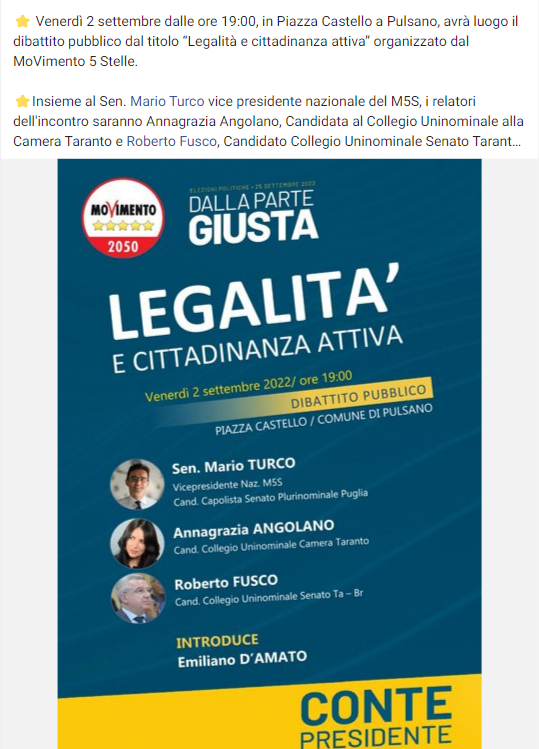 ⭐ Venerdì 2 settembre dalle ore 19:00, in Piazza Castello a Pulsano, avrà luogo il
dibattito pubblico dal titolo “Legalità e cittadinanza attiva” organizzato dal
MoVimento 5 Stelle.
⭐Insieme al Sen. Mario Turco vice presidente nazionale del M5S, i relatori
dell'incontro saranno Annagrazia Angolano, Candidata al Collegio Uninominale alla
Camera Taranto e Roberto Fusco, Candidato Collegio Uninominale Senato Tarant…
MOVIMENTO
2050
ELEZIONI POLITICHE • 25 SETTEMBRE 2022
DALLA PARTE
GIUSTA
LEGALITA’
E CITTADINANZA ATTIVA
Venerdì 2 settembre 2022/ ore 19:00
DIBATTITO PUBBLICO
PIAZZA CASTELLO / COMUNE DI PULSANO
Sen. Mario TURCO
Vicepresidente Naz. M5S
Cand. Capolista Senato Plurinominale Puglia
Annagrazia ANGOLANO
Cand. Collegio Uninominale Camera Taranto
Roberto FUSCO
Cand. Collegio Uninominale Senato Ta – Br
INTRODUCE
Emiliano D’AMATO
CONTE
PRESIDENTE